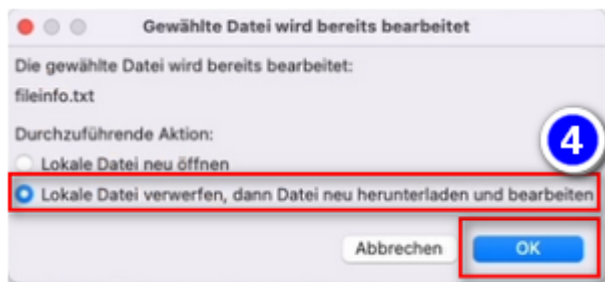 Gewählte Datei wird bereits bearbeitet
Die gewählte Datei wird bereits bearbeitet:
fileinfo.txt
Durchzuführende Aktion:
4
Lokale Datei neu öffnen
Lokale Datei verwerfen, dann Datei neu herunterladen und bearbeiten
Abbrechen OK